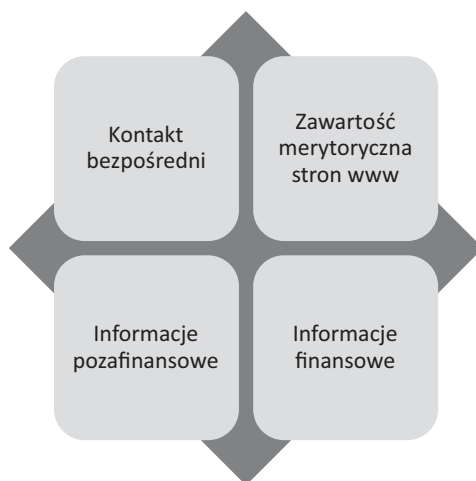 Kontakt
bezpośredni
Zawartość
merytoryczna
stron www
Informacje
pozafinansowe
Informacje
finansowe